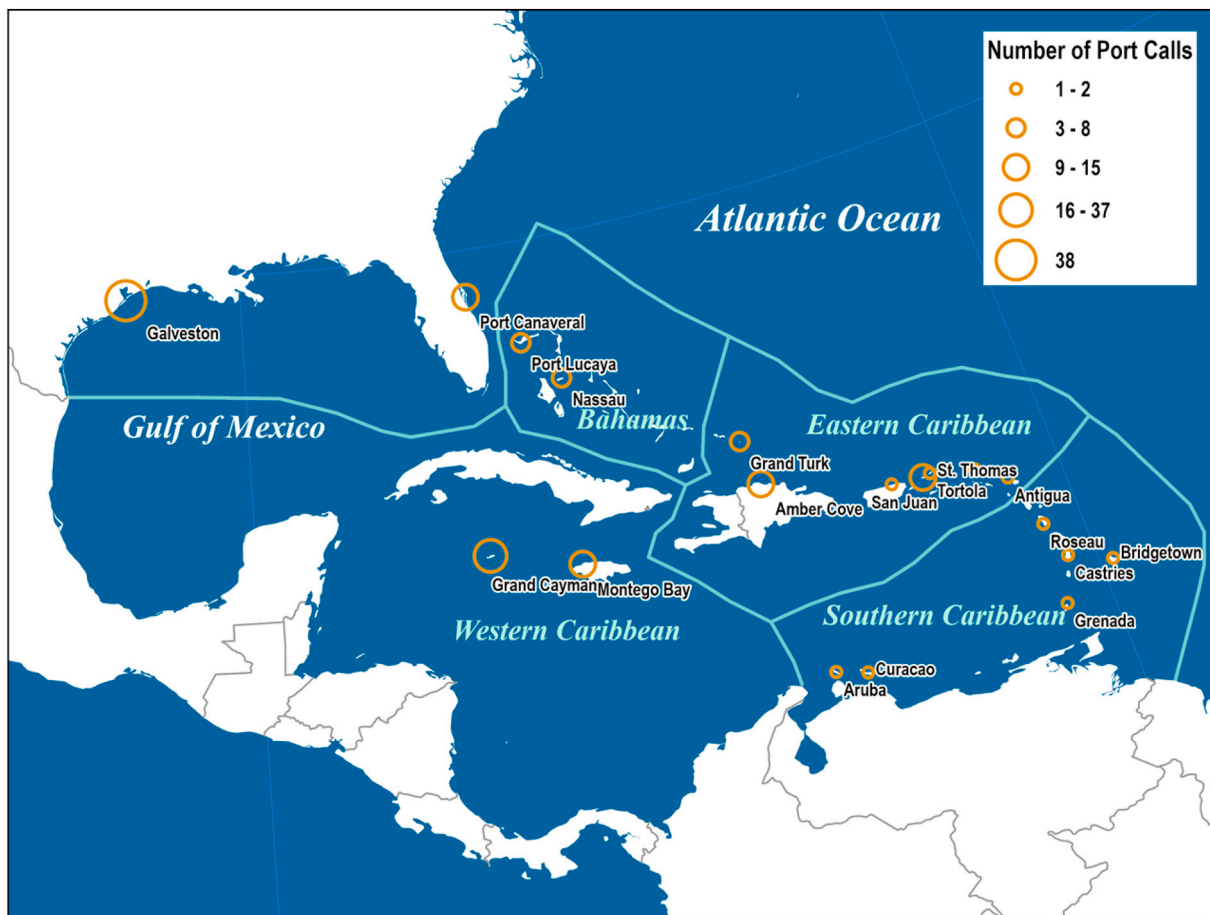 Number of Port Calls
1 - 2
3 - 8
9 - 15
16 - 37
38
Atlantic Ocean
Galveston
Port Canaveral
Port Lucaya
Nassau
Bahamas
Gulf of Mexico
Eastern Caribbean
Grand Turk
Amber Cove
San Juan
St. Thomas
Tortola
Antigua
Roseau
Bridgetown
Castries
Grand Cayman
Montego Bay
Western Caribbean
Southern Caribbean
Grenada
Curacao
Aruba